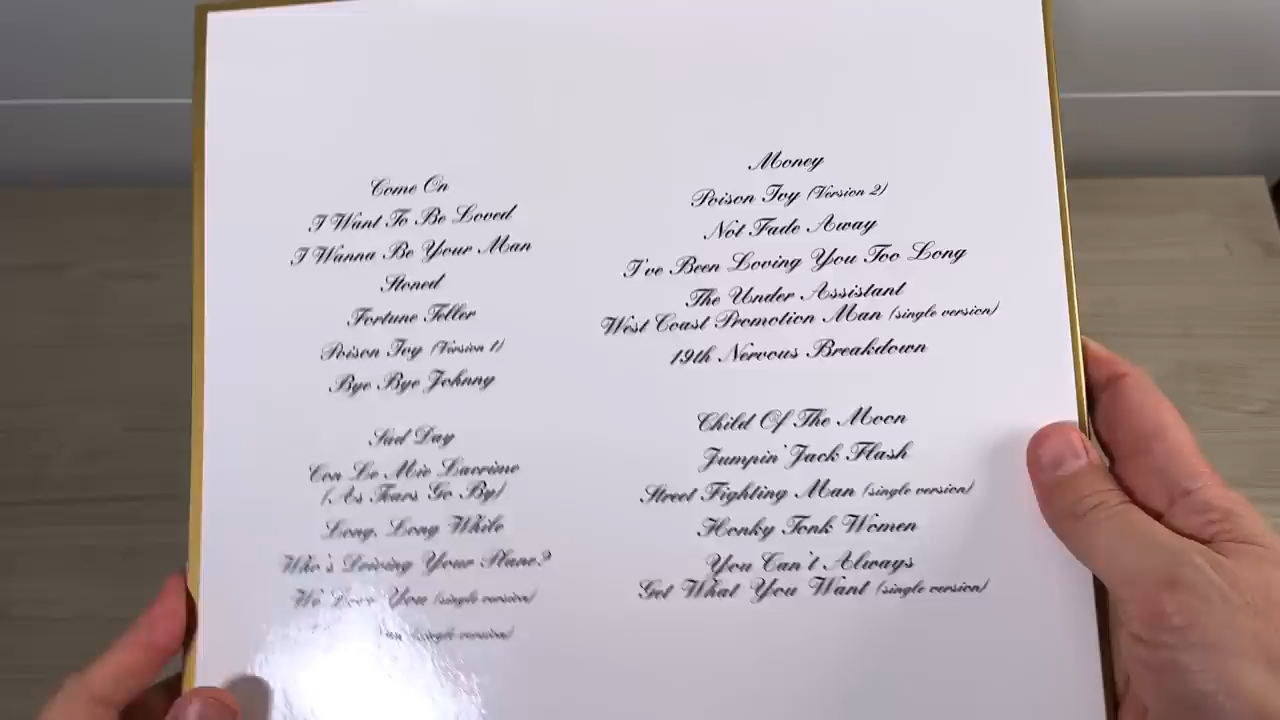 Come On
I Want To Be Loved
I Wanna Be Your Man
Stoned
Fortune Teller
Poison Ivy (Version 1)
Bye Bye Johnny
Sad Day
Con Le Mie Lacrime
(As Tears Go By)
Long, Long While
Who's Driving Your Plane?
We Love You (single version)
(single version)
Money
Poison Ivy (Version 2)
Not Fade Away
I've Been Loving You Too Long
The Under Assistant
West Coast Promotion Man (single version)
19th Nervous Breakdown
Child Of The Moon
Jumpin' Jack Flash
Street Fighting Man (single version)
Honky Tonk Women
You Can't Always
Get What You Want (single version)